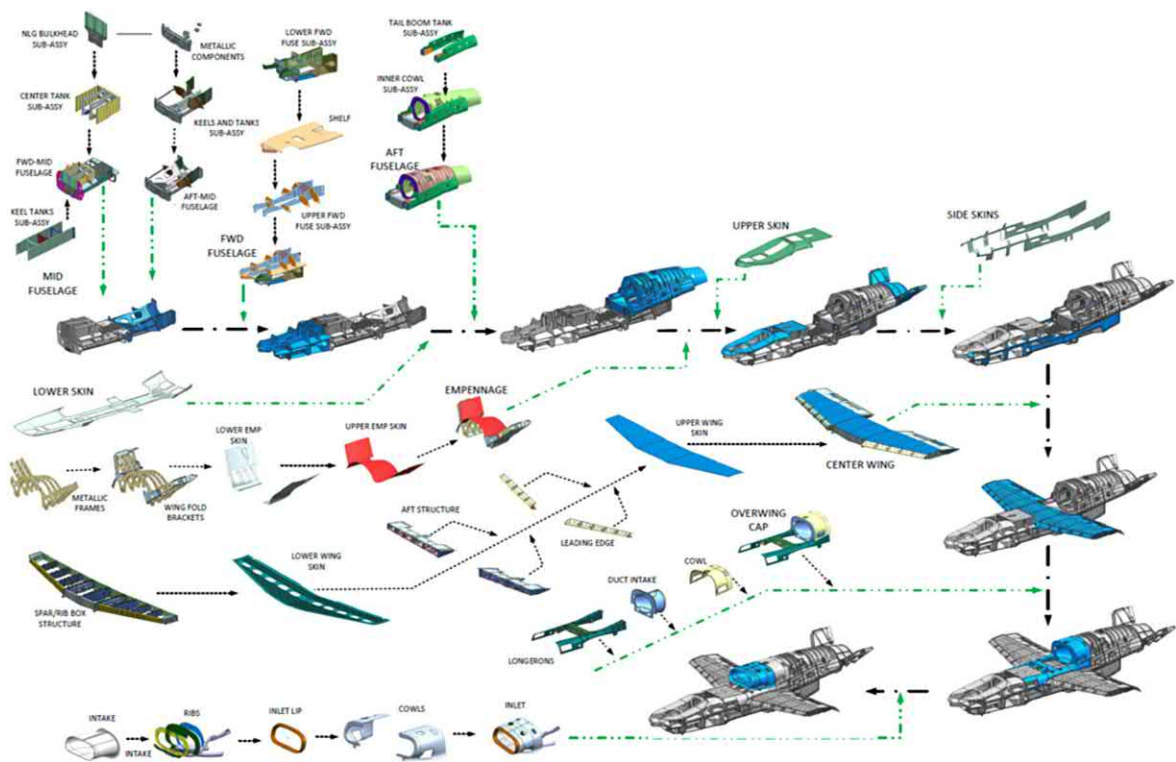 NLG BULKHEAD
SUB-ASSY
METALLIC
COMPONENTS
LOWER FWD
FUSE SUB-ASSY
TAIL BOOM TANK
SUB-ASSY
CENTER TANK
SUB-ASSY
KEELS AND TANKS
SUB-ASSY
SHELF
INNER COWL
SUB-ASSY
FWD-MID
FUSELAGE
AFT-MID
FUSELAGE
AFT
FUSELAGE
KEEL TANKS
SUB-ASSY
UPPER FWD
FUSE SUB-ASSY
FWD
FUSELAGE
MID
FUSELAGE
UPPER SKIN
SIDE SKINS
LOWER SKIN
EMPENNAGE
LOWER EMP
SKIN
UPPER EMP SKIN
UPPER WING
SKIN
CENTER WING
METALLIC
FRAMES
WING FOLD
BRACKETS
AFT STRUCTURE
LEADING EDGE
OVERWING
CAP
LOWER WING
SKIN
COWL
DUCT INTAKE
SPAR/RIB BOX
STRUCTURE
LONGERONS
INTAKE
RIBS
INLET LIP
COWLS
INLET
INTAKE